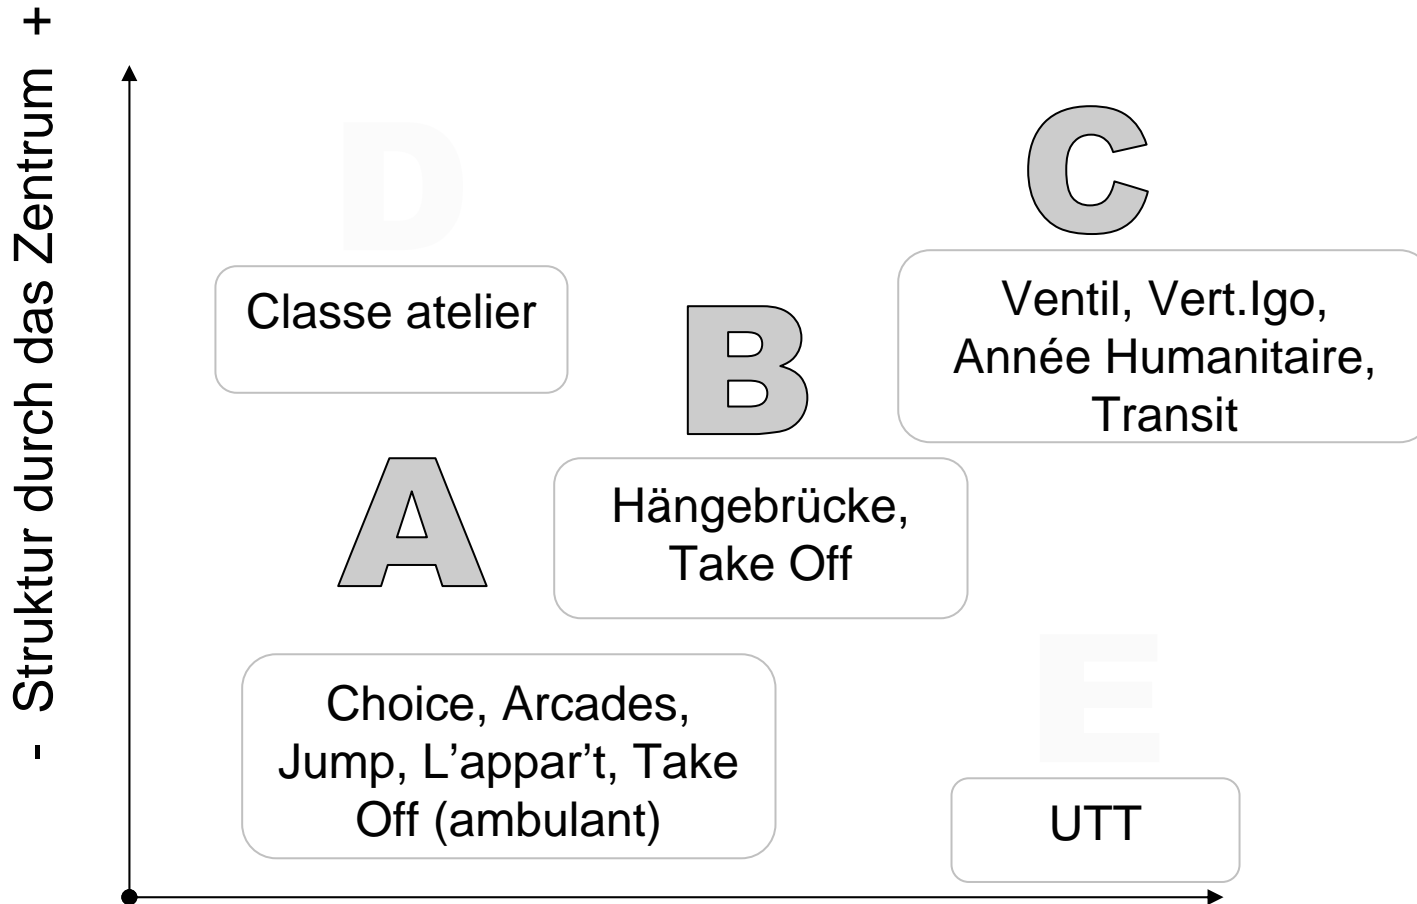 - Struktur durch das Zentrum +
D
Classe atelier
C
Ventil, Vert.Igo,
Année Humanitaire,
Transit
B
Hängebrücke,
Take Off
A
Choice, Arcades,
Jump, L’appar’t, Take
Off (ambulant)
E
UTT